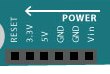 POWER
RESET
3.3V
5V
GND
GND
Vin